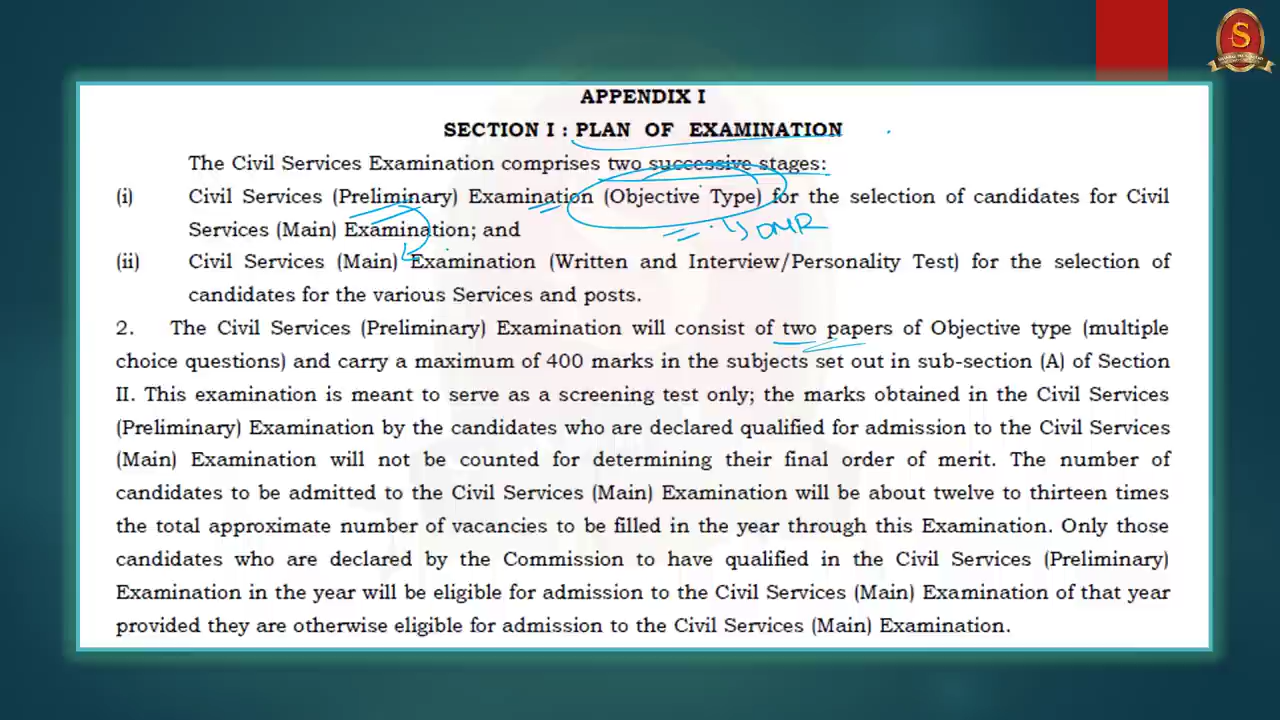 APPENDIX I
SECTION I : PLAN OF EXAMINATION
The Civil Services Examination comprises two successive stages:
(i) Civil Services (Preliminary) Examination (Objective Type) for the selection of candidates for Civil
Services (Main) Examination; and
OMR
(ii) Civil Services (Main) Examination (Written and Interview/Personality Test) for the selection of
candidates for the various Services and posts.
2. The Civil Services (Preliminary) Examination will consist of two papers of Objective type (multiple
choice questions) and carry a maximum of 400 marks in the subjects set out in sub-section (A) of Section
II. This examination is meant to serve as a screening test only; the marks obtained in the Civil Services
(Preliminary) Examination by the candidates who are declared qualified for admission to the Civil Services
(Main) Examination will not be counted for determining their final order of merit. The number of
candidates to be admitted to the Civil Services (Main) Examination will be about twelve to thirteen times
the total approximate number of vacancies to be filled in the year through this Examination. Only those
candidates who are declared by the Commission to have qualified in the Civil Services (Preliminary)
Examination in the year will be eligible for admission to the Civil Services (Main) Examination of that year
provided they are otherwise eligible for admission to the Civil Services (Main) Examination.
S